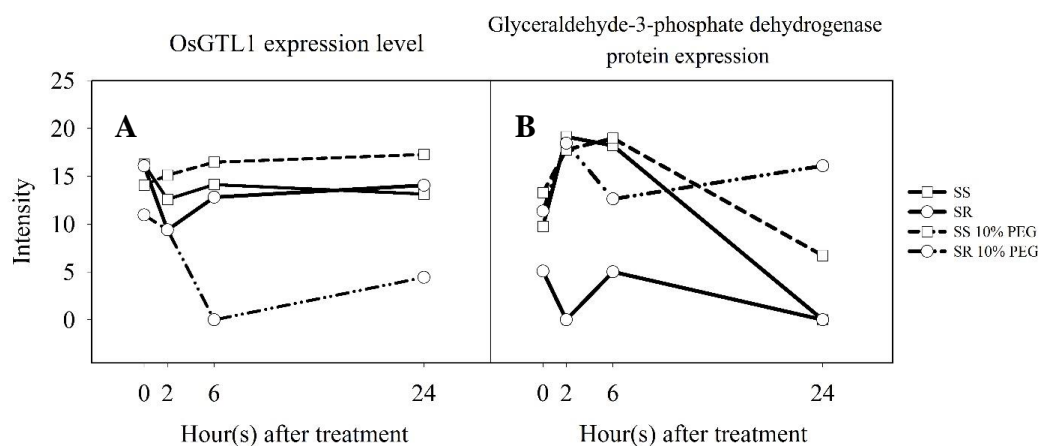 OsGTL1 expression level
Glyceraldehyde-3-phosphate dehydrogenase
protein expression
25
20
15
10
5
0
Intensity
A
B
SS
SR
SS 10% PEG
SR 10% PEG
0 2 6 24
0 2 6 24
Hour(s) after treatment
Hour(s) after treatment